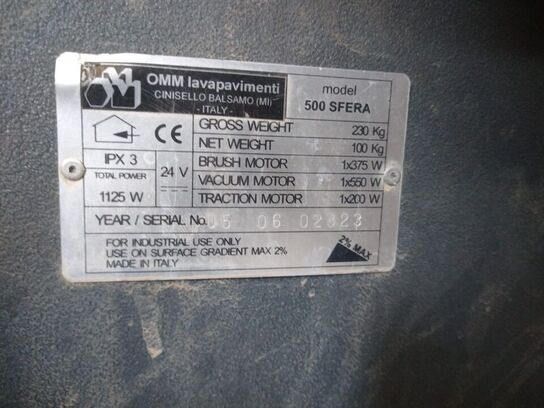 OMM lavapavimenti
CINISELLO BALSAMO (MI)
- ITALY -
model
500 SFERA
GROSS WEIGHT 230 Kg
NET WEIGHT 100 Kg
BRUSH MOTOR 1x375 W
VACUUM MOTOR 1x550 W
TRACTION MOTOR 1x200 W
CE
IPX 3
TOTAL POWER
1125 W
24 V
YEAR / SERIAL No. 05 06 02823
FOR INDUSTRIAL USE ONLY
USE ON SURFACE GRADIENT MAX 2%
MADE IN ITALY
2% MAX